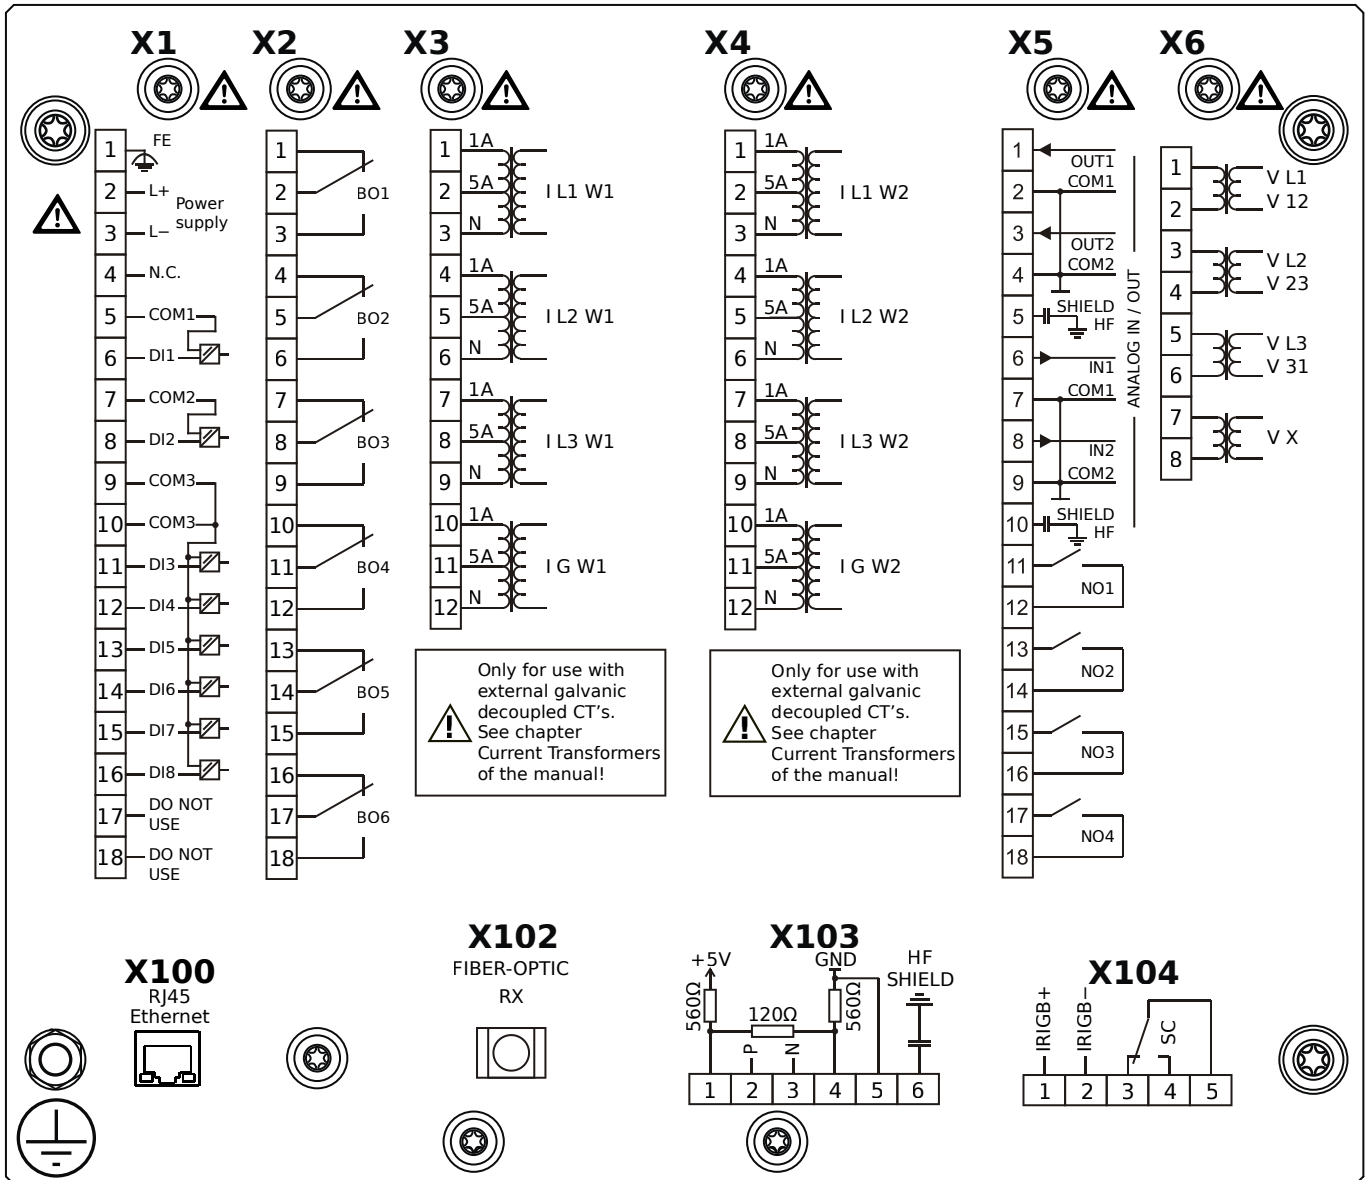 X1
1 FE
2 L+
Power
supply
3 L−
4 N.C.
5 COM1
6 DI1
7 COM2
8 DI2
9 COM3
10 COM3
11 DI3
12 DI4
13 DI5
14 DI6
15 DI7
16 DI8
17 DO NOT
USE
18 DO NOT
USE
X2
1
2 BO1
3
4
5 BO2
6
7
8 BO3
9
10
11 BO4
12
13
14 BO5
15
16
17 BO6
18
X3
1 1A
2 5A I L1 W1
3 N
4 1A
5 5A I L2 W1
6 N
7 1A
8 5A I L3 W1
9 N
10 1A
11 5A I G W1
12 N
Only for use with
external galvanic
decoupled CT's.
See chapter
Current Transformers
of the manual!
X4
1 1A
2 5A I L1 W2
3 N
4 1A
5 5A I L2 W2
6 N
7 1A
8 5A I L3 W2
9 N
10 1A
11 5A I G W2
12 N
Only for use with
external galvanic
decoupled CT's.
See chapter
Current Transformers
of the manual!
X5
1 OUT1
2 COM1
3 OUT2
4 COM2
5 SHIELD
HF
6 IN1
7 COM1
8 IN2
9 COM2
10 SHIELD
HF
ANALOG IN / OUT
11
NO1
12
13
NO2
14
15
NO3
16
17
NO4
18
X6
1 V L1
2 V 12
3 V L2
4 V 23
5 V L3
6 V 31
7 V X
8
X100
RJ45
Ethernet
X102
FIBER-OPTIC
RX
X103
+5V
GND
HF
SHIELD
560Ω
120Ω
560Ω
P
N
1 2 3 4 5 6
X104
IRIGB+
IRIGB−
SC
1 2 3 4 5